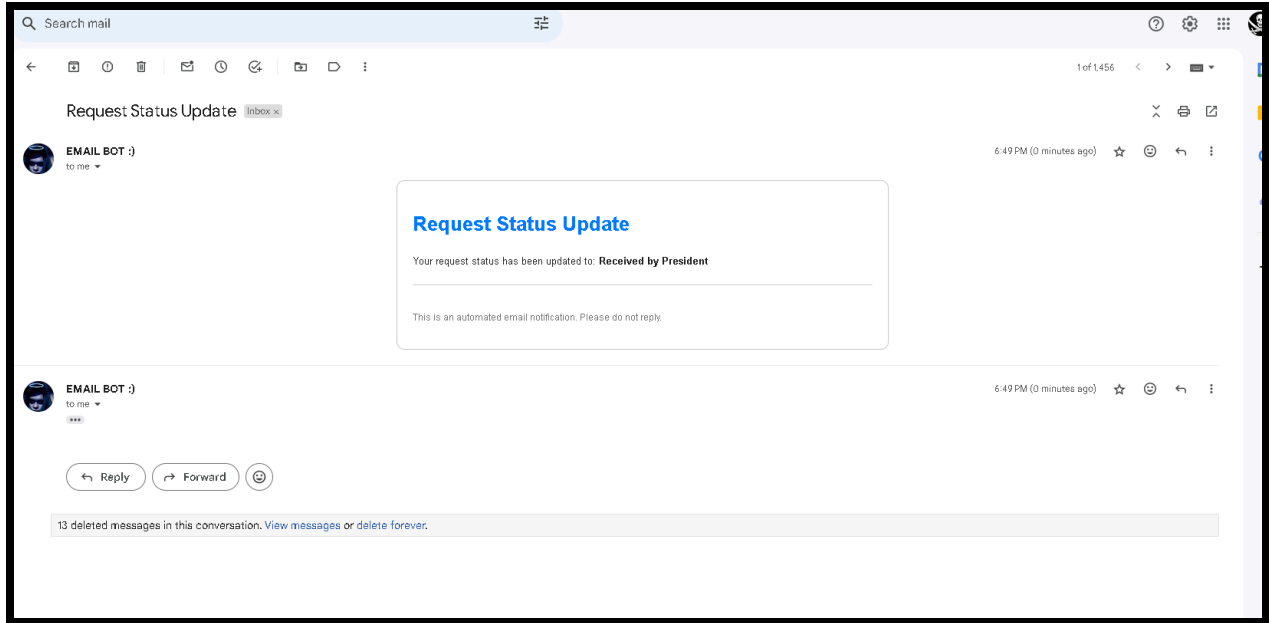 Search mail
1 of 1,456
Request Status Update Inbox ×
EMAIL BOT :)
6:49 PM (0 minutes ago)
to me
Request Status Update
Your request status has been updated to: Received by President
This is an automated email notification. Please do not reply.
EMAIL BOT :)
6:49 PM (0 minutes ago)
to me
Reply
Forward
13 deleted messages in this conversation. View messages or delete forever.